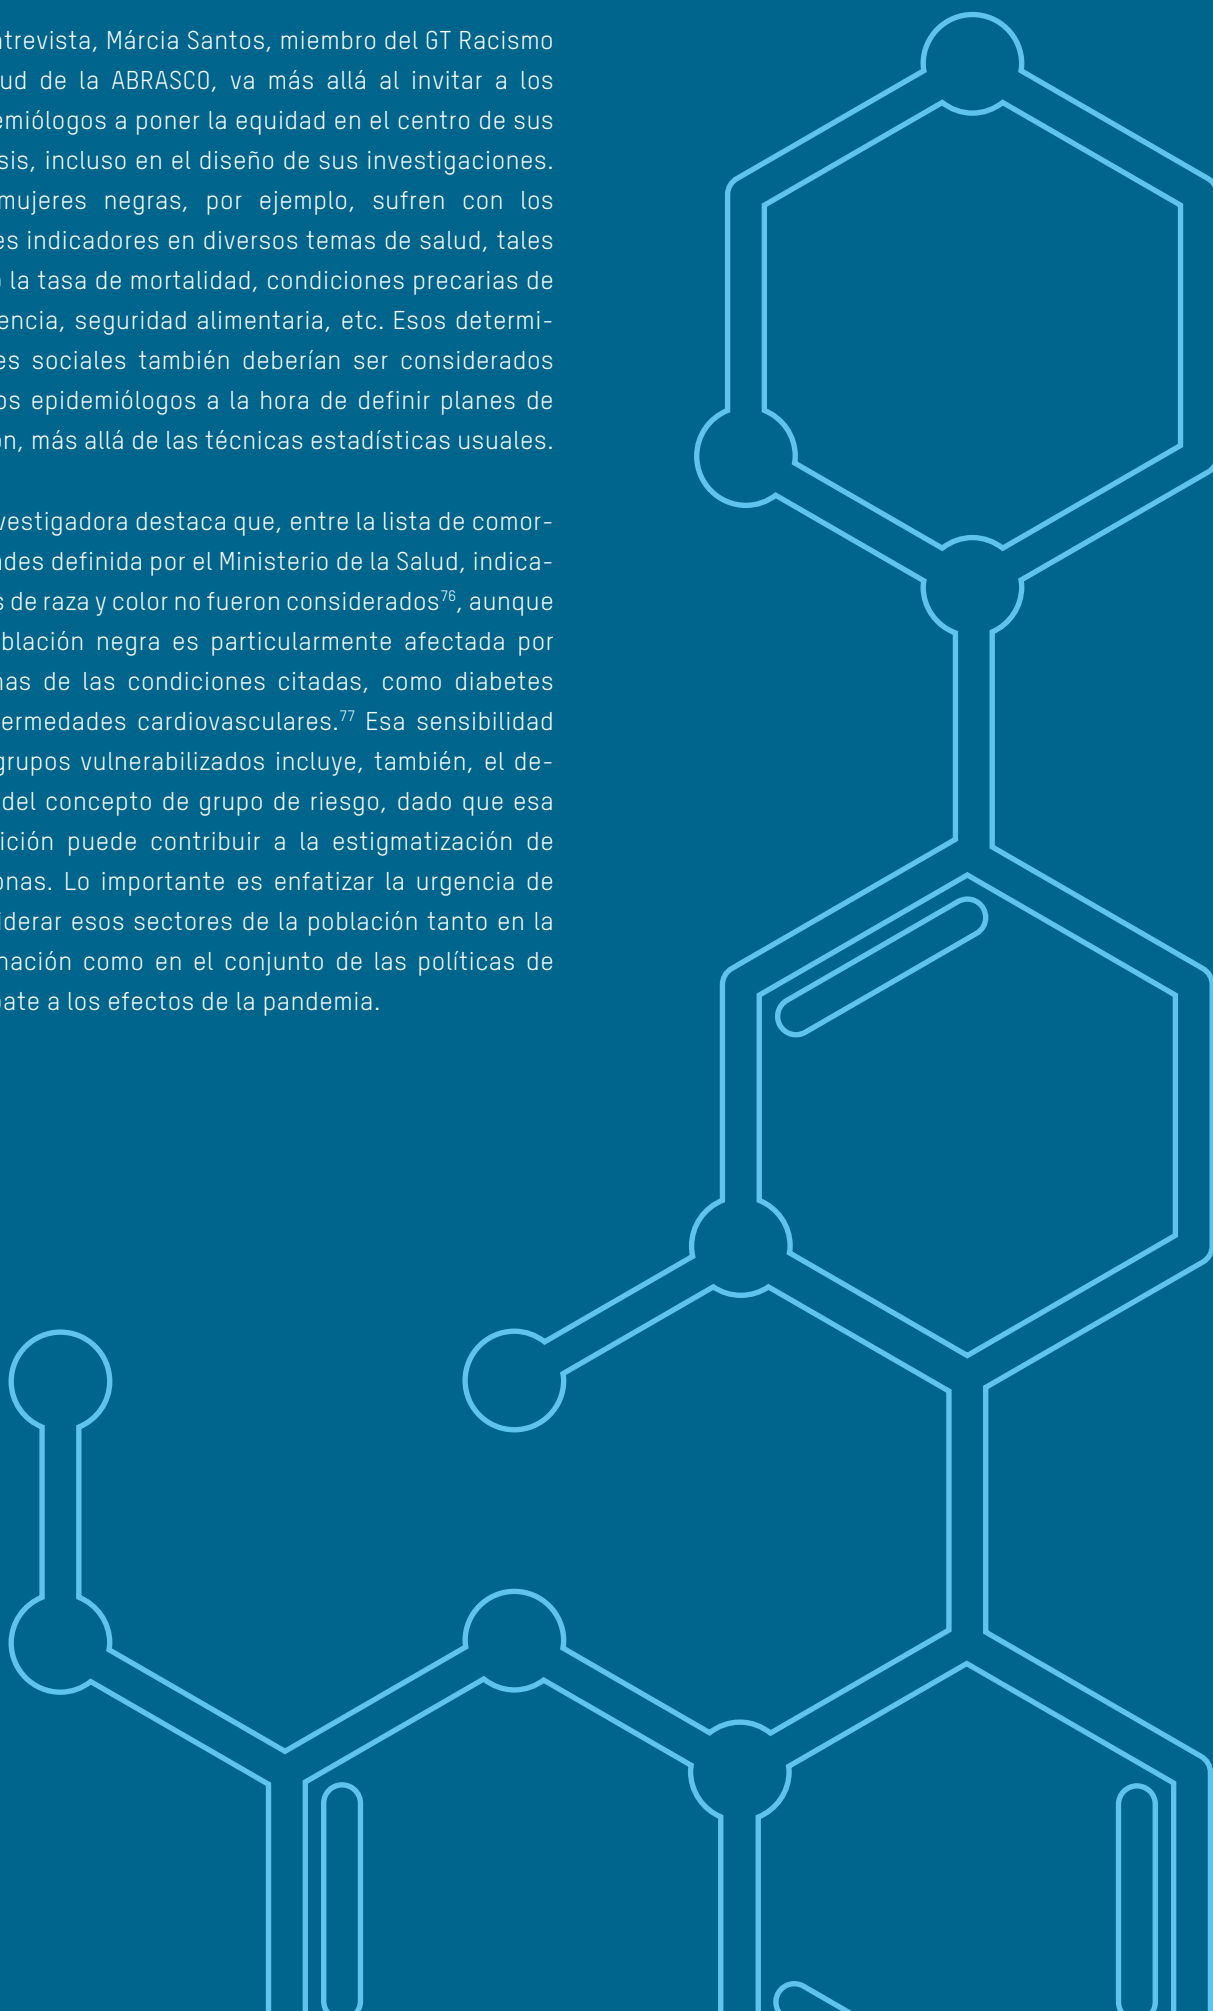 ntrevista, Márcia Santos, miembro del GT Racismo
ud de la ABRASCO, va más allá al invitar a los
emiólogos a poner la equidad en el centro de sus
sis, incluso en el diseño de sus investigaciones.
mujeres negras, por ejemplo, sufren con los
es indicadores en diversos temas de salud, tales
o la tasa de mortalidad, condiciones precarias de
encia, seguridad alimentaria, etc. Esos determi-
es sociales también deberían ser considerados
os epidemiólogos a la hora de definir planes de
ón, más allá de las técnicas estadísticas usuales.
vestigadora destaca que, entre la lista de comor-
ades definida por el Ministerio de la Salud, indica-
s de raza y color no fueron considerados76, aunque
oblación negra es particularmente afectada por
nas de las condiciones citadas, como diabetes
fermedades cardiovasculares.77 Esa sensibilidad
grupos vulnerabilizados incluye, también, el de-
del concepto de grupo de riesgo, dado que esa
ición puede contribuir a la estigmatización de
onas. Lo importante es enfatizar la urgencia de
iderar esos sectores de la población tanto en la
nación como en el conjunto de las políticas de
bate a los efectos de la pandemia.